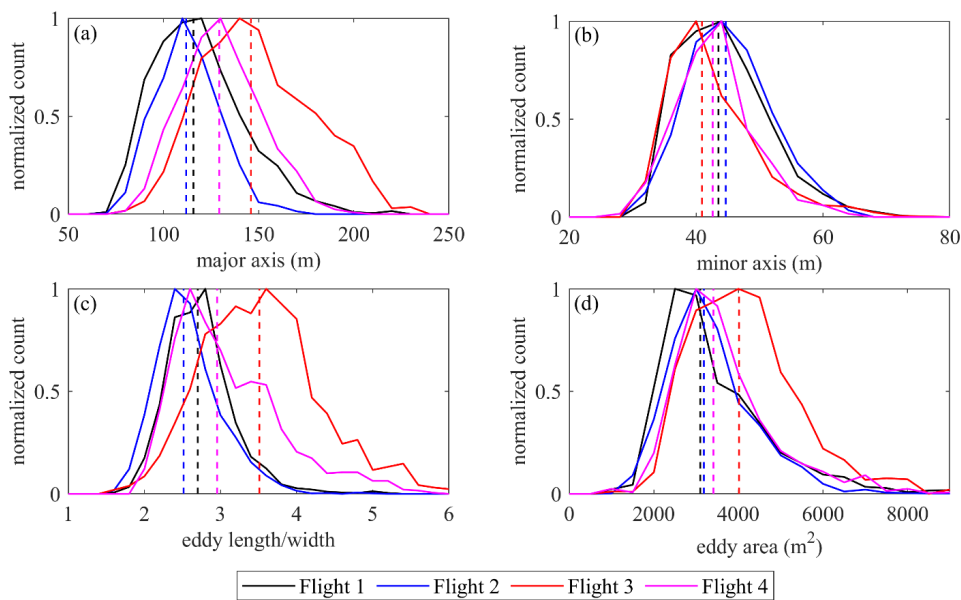 (a)
normalized count
1
0.5
0
50
100
150
200
250
major axis (m)
(b)
normalized count
1
0.5
0
20
40
60
80
minor axis (m)
(c)
normalized count
1
0.5
0
1
2
3
4
5
6
eddy length/width
(d)
normalized count
1
0.5
0
0
2000
4000
6000
8000
eddy area (m²)
Flight 1
Flight 2
Flight 3
Flight 4